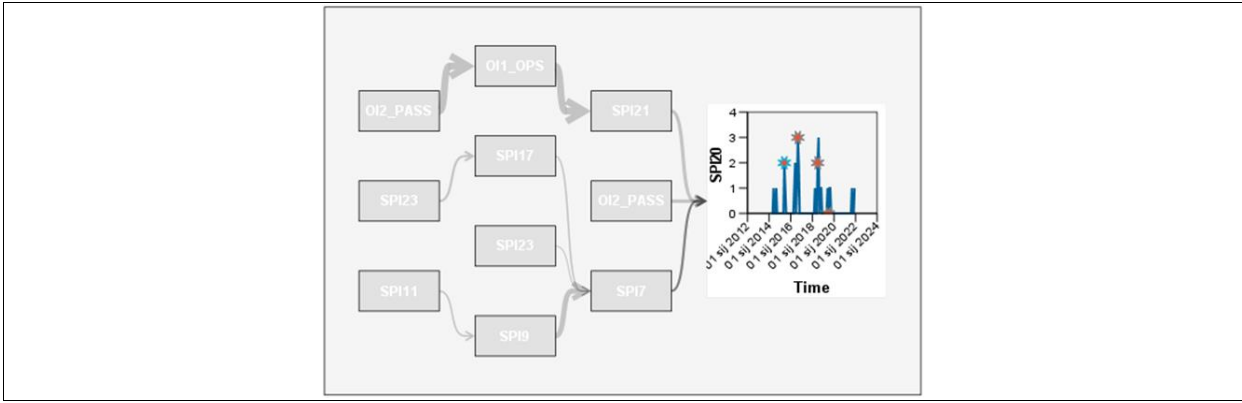 OI1_OPS
OI2_PASS
SPI21
SPI17
SPI23
OI2_PASS
SPI23
SPI11
SPI7
SPI9
SPI20
4
3
2
1
0
01 sij 2012
01 sij 2014
01 sij 2016
01 sij 2018
01 sij 2020
01 sij 2022
01 sij 2024
Time